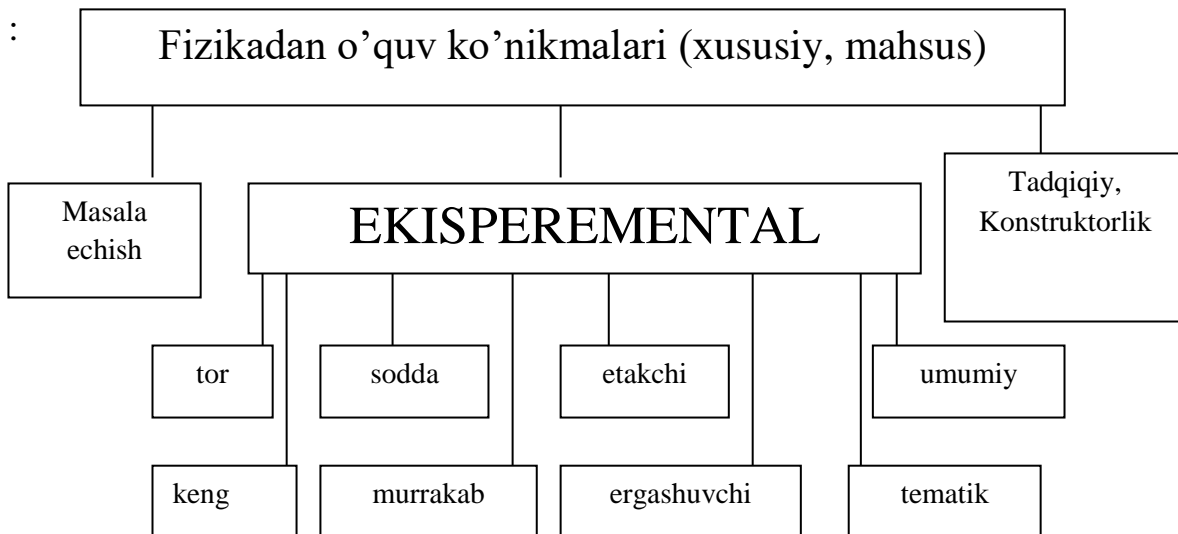 :
Fizikadan o’quv ko’nikmalari (xususiy, mahsus)
Masala
echish
EKISPEREMENTAL
Tadqiqiy,
Konstruktorlik
tor
sodda
etakchi
umumiy
keng
murrakab
ergashuvchi
tematik